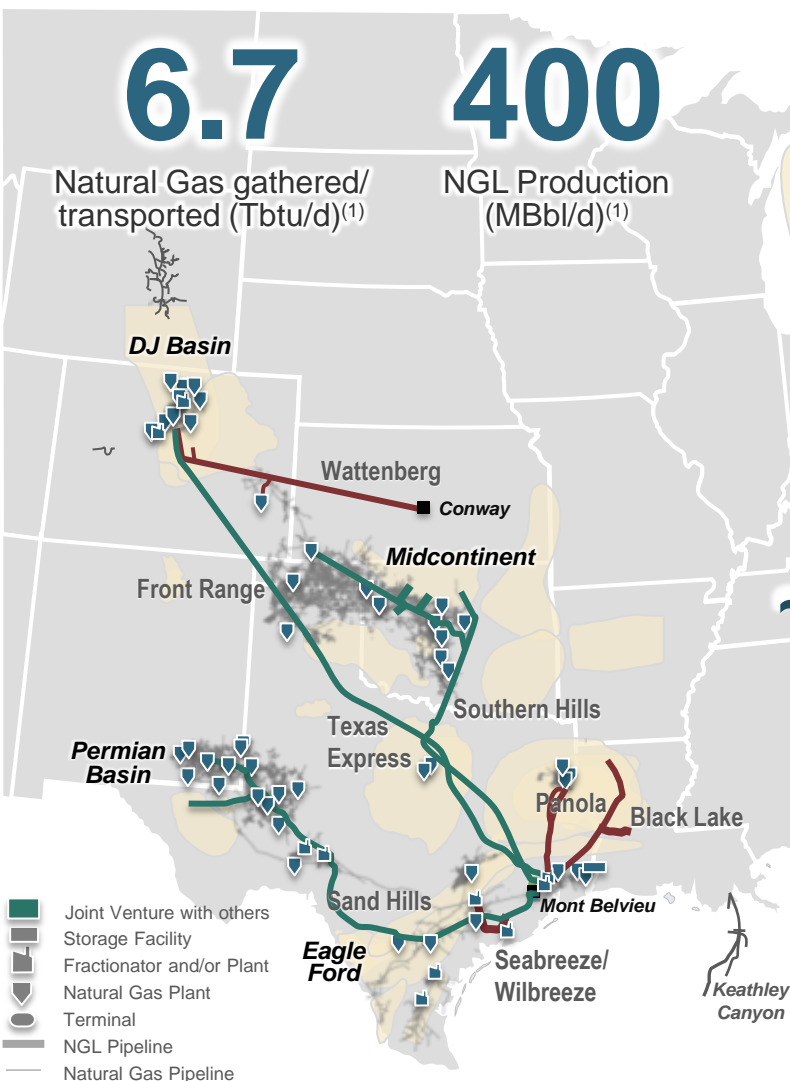 6.7
400
Natural Gas gathered/
transported (Tbtu/d)(1)
NGL Production
(MBbl/d)(1)
DJ Basin
Wattenberg
Conway
Midcontinent
Front Range
Southern Hills
Texas
Express
Permian
Basin
Panola
Black Lake
Sand Hills
Mont Belvieu
Eagle
Ford
Seabreeze/
Wilbreeze
Keathley
Canyon
Joint Venture with others
Storage Facility
Fractionator and/or Plant
Natural Gas Plant
Terminal
NGL Pipeline
Natural Gas Pipeline